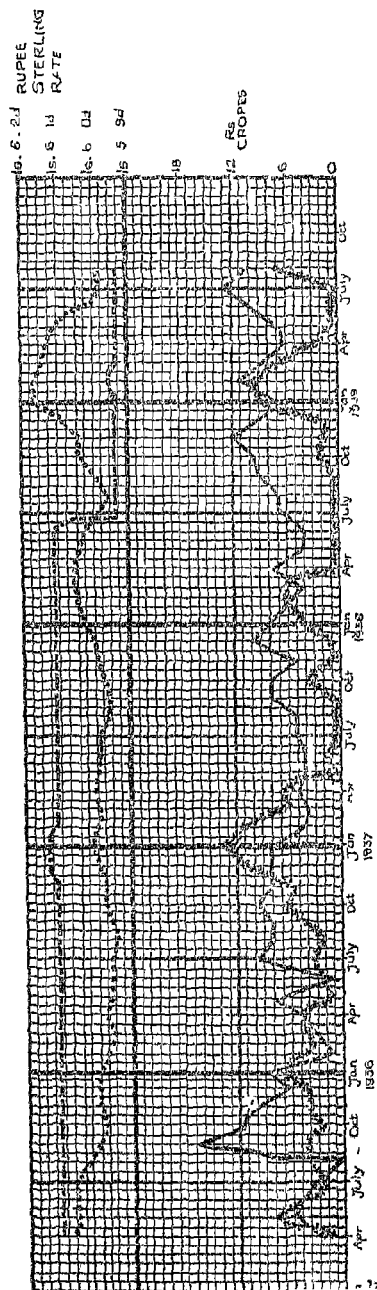 RUPEE
STERLING
RATE
1s. 6. 2d
1s. 6 1d
1s. 6 0d
1s 5 9d
Rs
CROPES
18
12
6
0
Apr
July - Oct
Jan
1936
Apr
July
Oct
Jan
1937
July
Oct
Jan
1938
Apr
July
Oct
Jan
1939
Apr
July
Oct